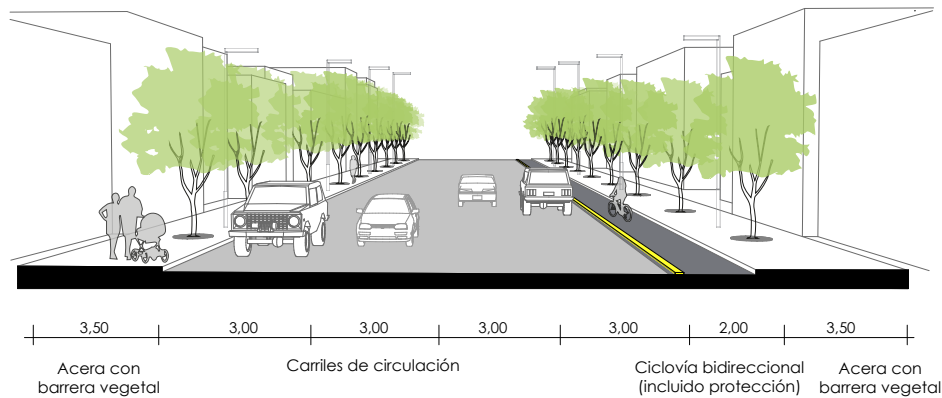 3,50
3,00
3,00
3,00
3,00
2,00
3,50
Acera con
barrera vegetal
Carriles de circulación
Ciclovía bidireccional
(incluido protección)
Acera con
barrera vegetal